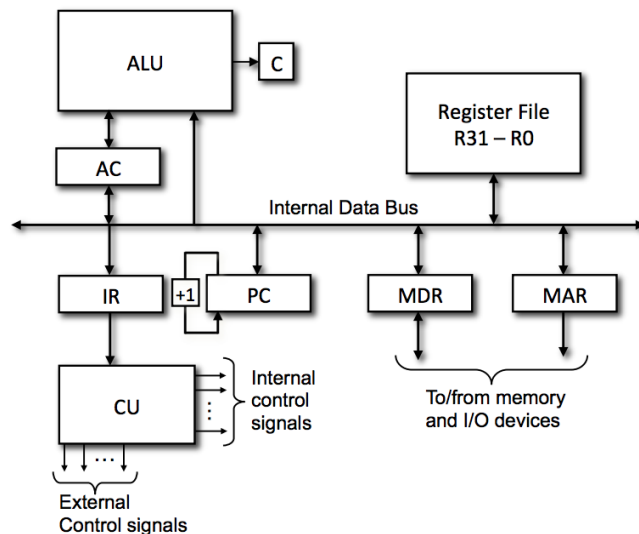 ALU
C
Register File
R31 – R0
AC
Internal Data Bus
IR
+1
PC
MDR
MAR
CU
...
Internal
control
signals
To/from memory
and I/O devices
...
External
Control signals